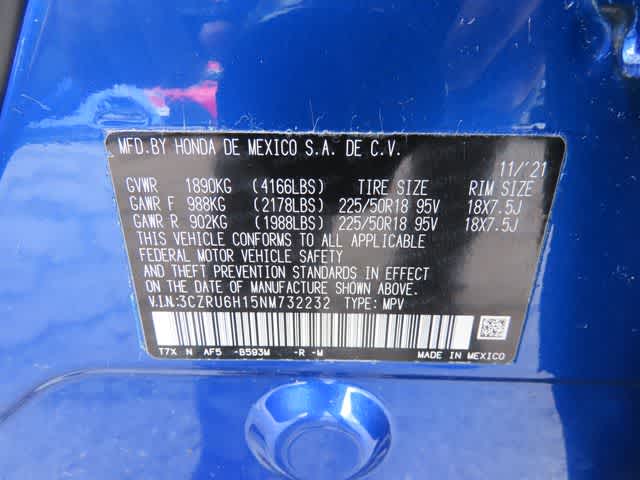 MFD.BY HONDA DE MEXICO S.A. DE C.V.
11/'21
GVWR 1890KG (4166LBS) TIRE SIZE RIM SIZE
GAWR F 988KG (2178LBS) 225/50R18 95V 18X7.5J
GAWR R 902KG (1988LBS) 225/50R18 95V 18X7.5J
THIS VEHICLE CONFORMS TO ALL APPLICABLE
FEDERAL MOTOR VEHICLE SAFETY
AND THEFT PREVENTION STANDARDS IN EFFECT
ON THE DATE OF MANUFACTURE SHOWN ABOVE.
V.I.N.:3CZRU6H15NM732232 TYPE: MPV
T7X N AF5 -B593M -R -M MADE IN MEXICO